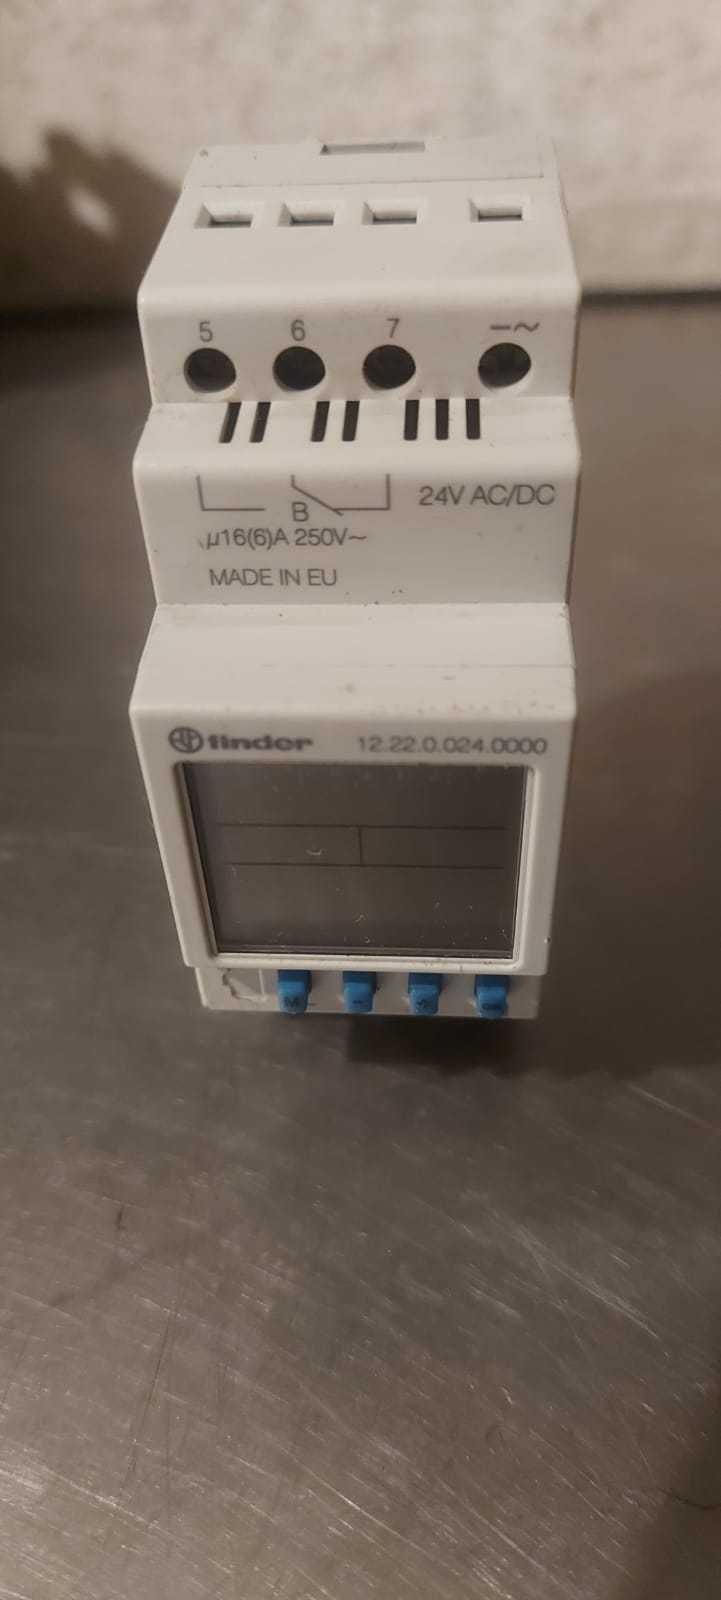 5 6 7 —~
B 24V AC/DC
µ16(6)A 250V~
MADE IN EU
finder 12.22.0.024.0000
M